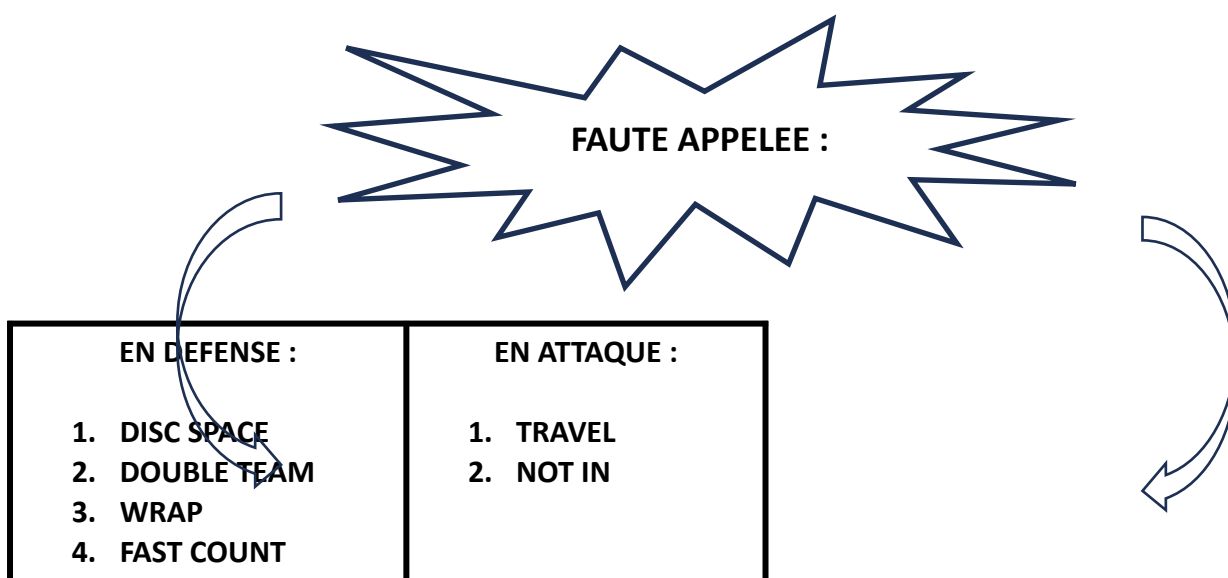 FAUTE APPELEE :
EN DEFENSE :
1. DISC SPACE
2. DOUBLE TEAM
3. WRAP
4. FAST COUNT
EN ATTAQUE :
1. TRAVEL
2. NOT IN